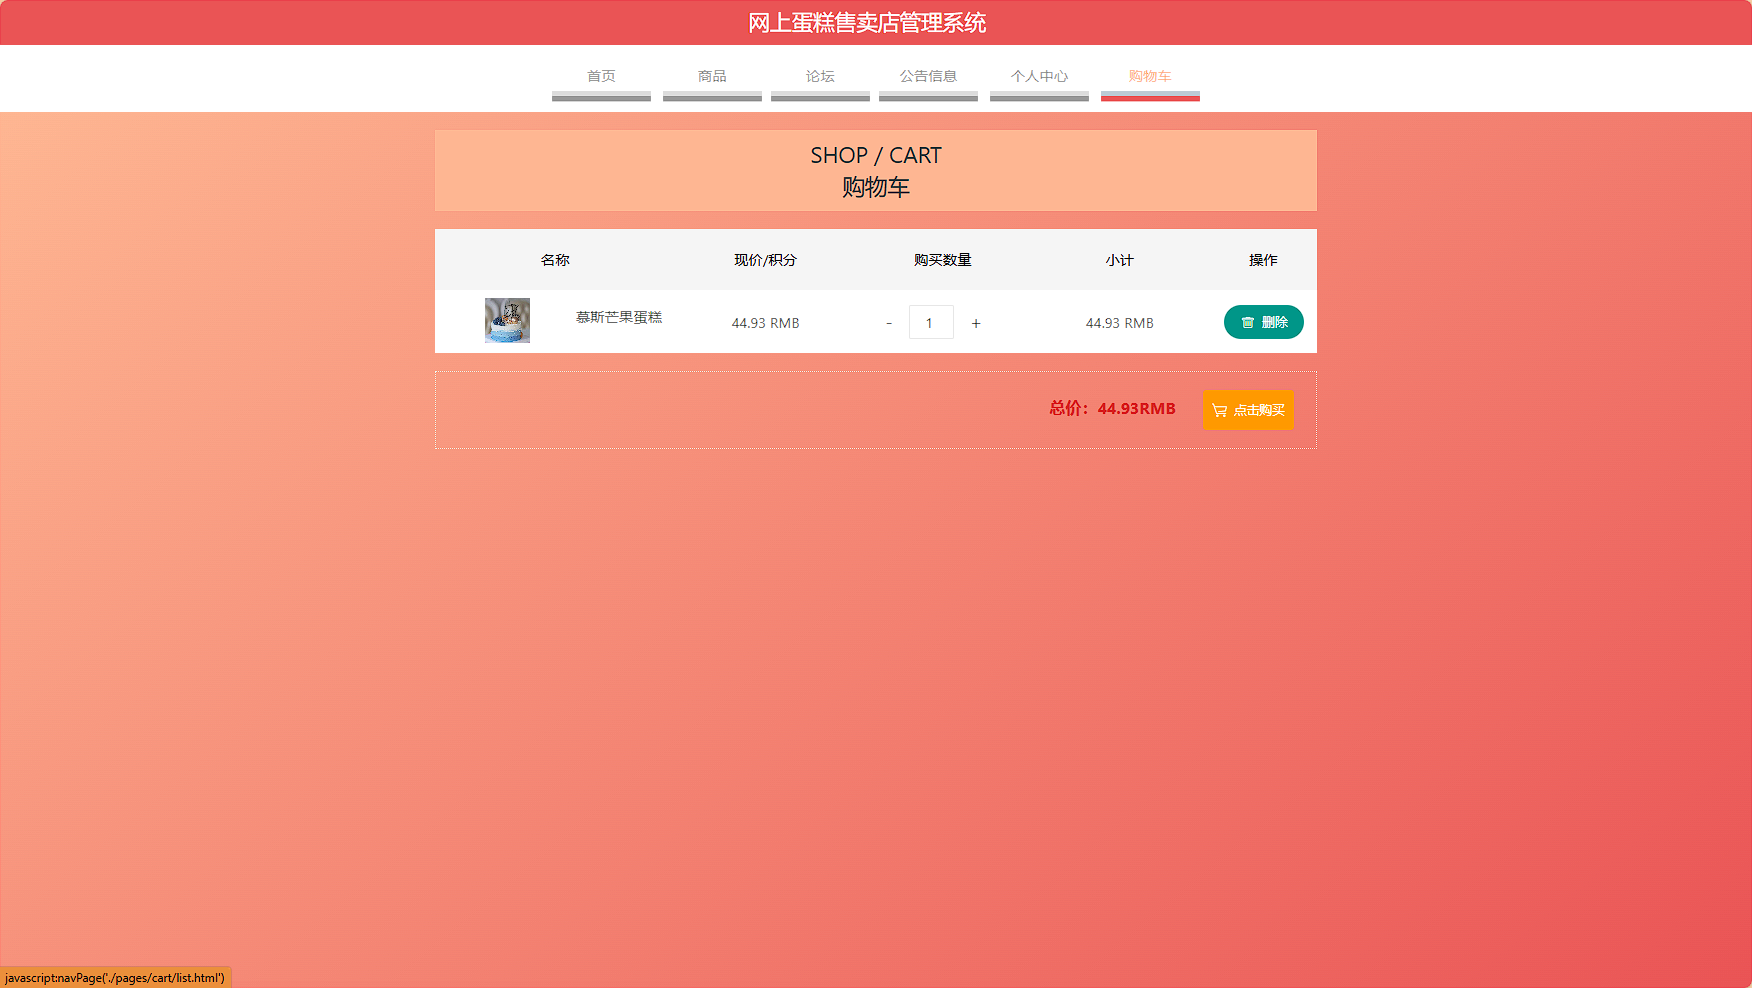 网上蛋糕售卖店管理系统
首页 商品 论坛 公告信息 个人中心 购物车
SHOP / CART
购物车
名称 现价/积分 购买数量 小计 操作
慕斯芒果蛋糕 44.93 RMB - 1 + 44.93 RMB 删除
总价：44.93RMB 点击购买
javascript:navPage('./pages/cart/list.html')